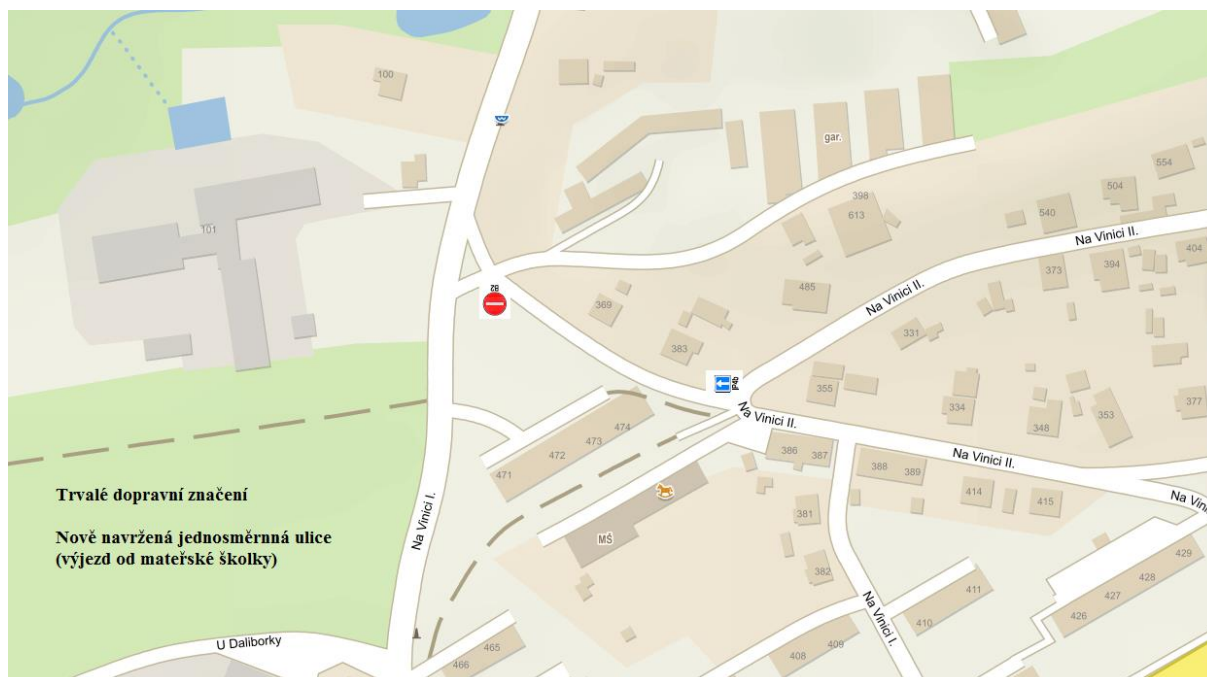 100
gar.
554
504
398
613
540
101
Na Vinici II.
404
B2
373
394
485
369
Na Vinici II.
331
383
IP4b
355
377
474
334
353
473
Na Vinici II.
348
472
386
387
471
388
389
Na Vinici II.
Trvalé dopravní značení
414
415
Na Vin
381
Nově navržená jednosměrnná ulice
(výjezd od mateřské školky)
Na Vinici I.
MŠ
429
382
428
411
427
Na Vinici I.
426
410
U Daliborky
465
409
466
408